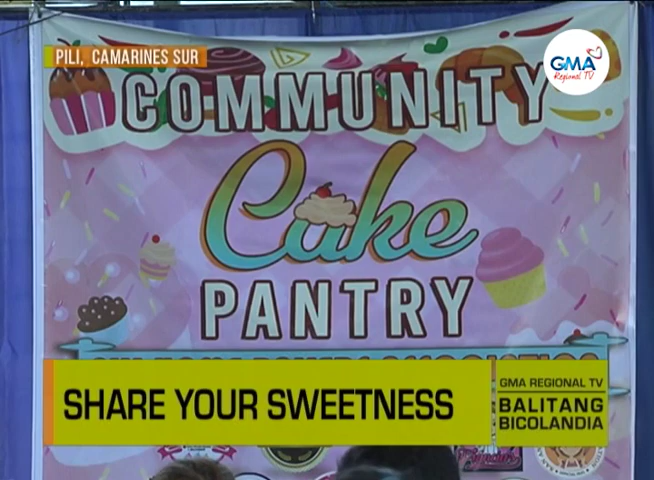 PILI, CAMARINES SUR
GMA
Regional TV
COMMUNITY
Cake
PANTRY
SHARE YOUR SWEETNESS
GMA REGIONAL TV
BALITANG
BICOLANDIA